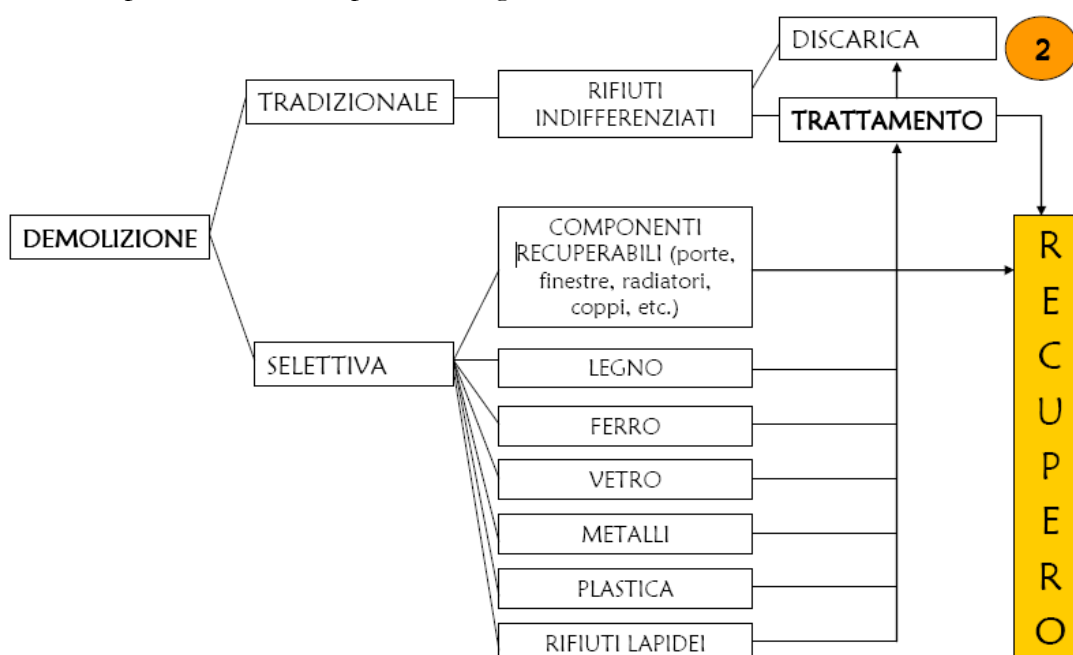 DISCARICA
2
TRADIZIONALE
RIFIUTI
INDIFFERENZIATI
TRATTAMENTO
DEMOLIZIONE
COMPONENTI
RECUPERABILI (porte,
finestre, radiatori,
coppi, etc.)
SELETTIVA
LEGNO
FERRO
VETRO
METALLI
PLASTICA
RIFIUTI LAPIDEI
R
E
C
U
P
E
R
O